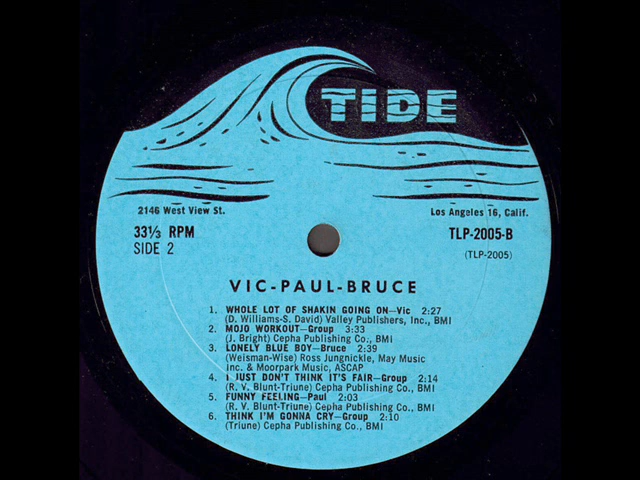 TIDE
2146 West View St.
Los Angeles 16, Calif.
33⅓ RPM
TLP-2005-B
SIDE 2
(TLP-2005)
VIC-PAUL-BRUCE
1. WHOLE LOT OF SHAKIN GOING ON—Vic 2:27
(D. Williams-S. David) Valley Publishers, Inc., BMI
2. MOJO WORKOUT—Group 3:33
(J. Bright) Cepha Publishing Co., BMI
3. LONELY BLUE BOY—Bruce 2:39
(Weisman-Wise) Ross Jungnickle, May Music
Inc. & Moorpark Music, ASCAP
4. I JUST DON'T THINK IT'S FAIR—Group 2:14
(R. V. Blunt-Triune) Cepha Publishing Co., BMI
5. FUNNY FEELING—Paul 2:03
(R. V. Blunt-Triune) Cepha Publishing Co., BMI
6. THINK I'M GONNA CRY—Group 2:10
(Triune) Cepha Publishing Co., BMI